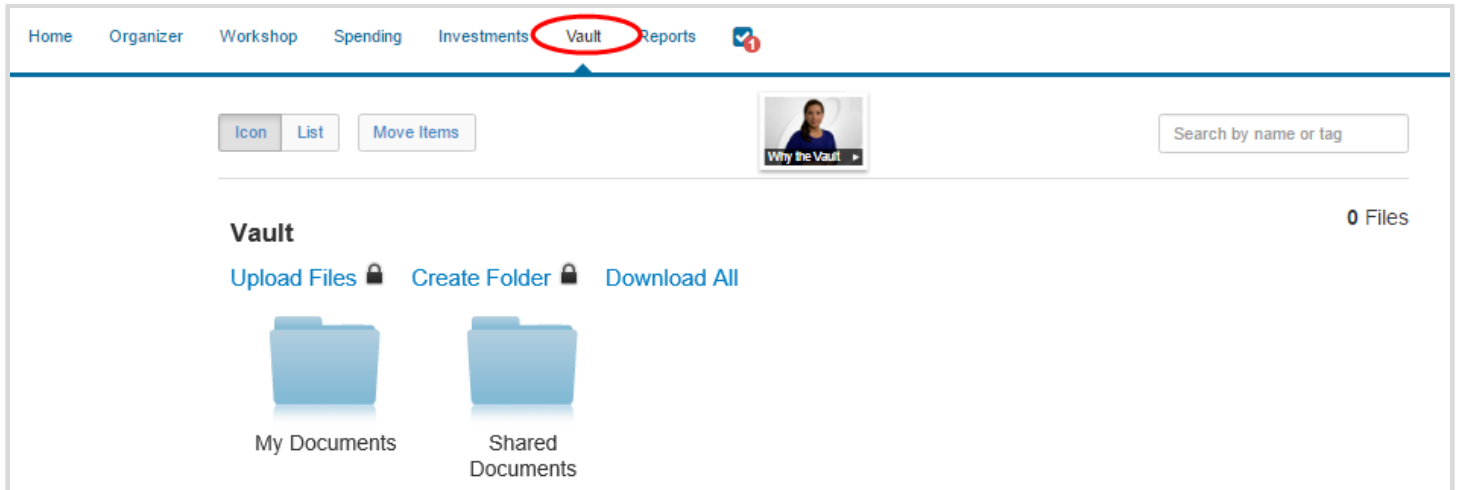 Home Organizer Workshop Spending Investments Vault Reports 1
Icon List Move Items Why the Vault Search by name or tag
0 Files
Vault
Upload Files Create Folder Download All
My Documents Shared
Documents